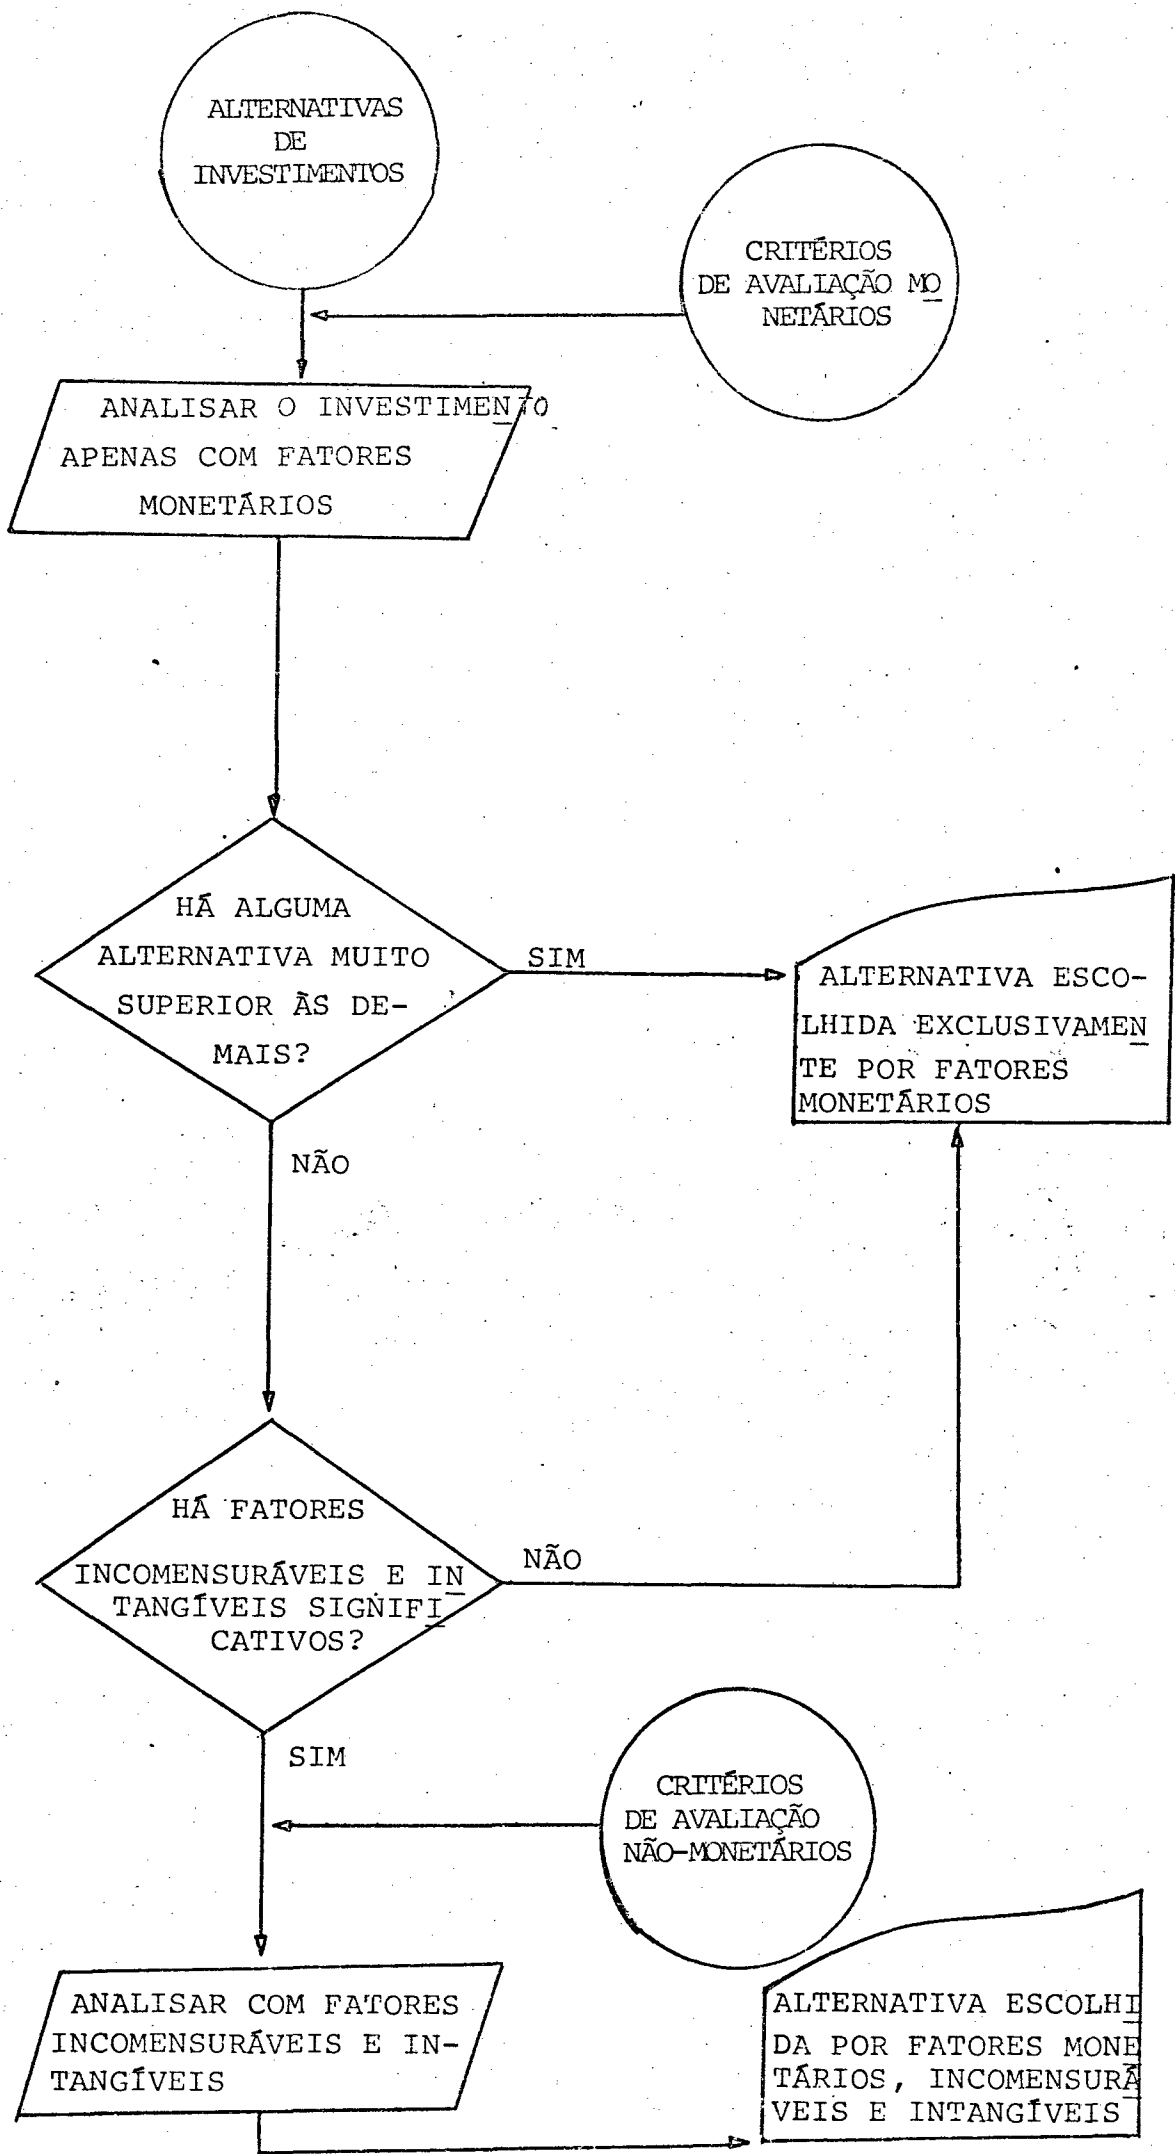 ALTERNATIVAS
DE
INVESTIMENTOS
CRITÉRIOS
DE AVALIAÇÃO MO
NETÁRIOS
ANALISAR O INVESTIMENTO
APENAS COM FATORES
MONETÁRIOS
HÁ ALGUMA
ALTERNATIVA MUITO
SUPERIOR ÀS DE-
MAIS?
SIM
ALTERNATIVA ESCO-
LHIDA EXCLUSIVAMEN
TE POR FATORES
MONETÁRIOS
NÃO
HÁ FATORES
INCOMENSURÁVEIS E IN
TANGÍVEIS SIGNIFI
CATIVOS?
NÃO
SIM
CRITÉRIOS
DE AVALIAÇÃO
NÃO-MONETÁRIOS
ANALISAR COM FATORES
INCOMENSURÁVEIS E IN-
TANGÍVEIS
ALTERNATIVA ESCOLHI
DA POR FATORES MONE
TÁRIOS, INCOMENSURÁ
VEIS E INTANGÍVEIS